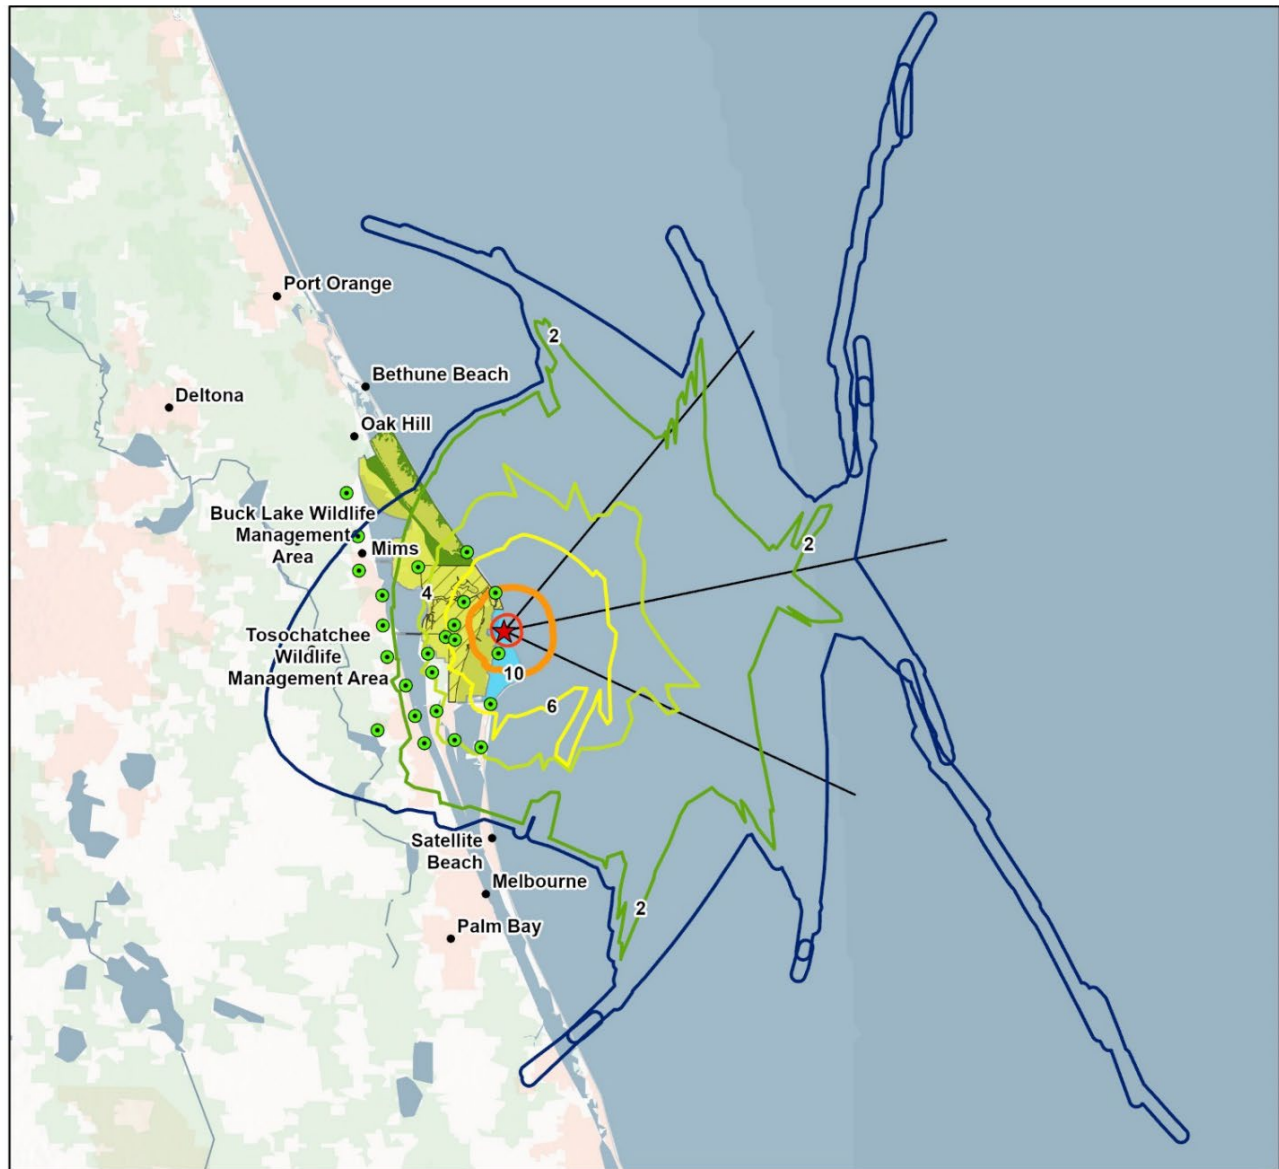 2
Port Orange
Bethune Beach
Deltona
Oak Hill
Buck Lake Wildlife
Management
Area
Mims
2
4
Tosochatchee
Wildlife
Management Area
10
6
Satellite
Beach
Melbourne
2
Palm Bay